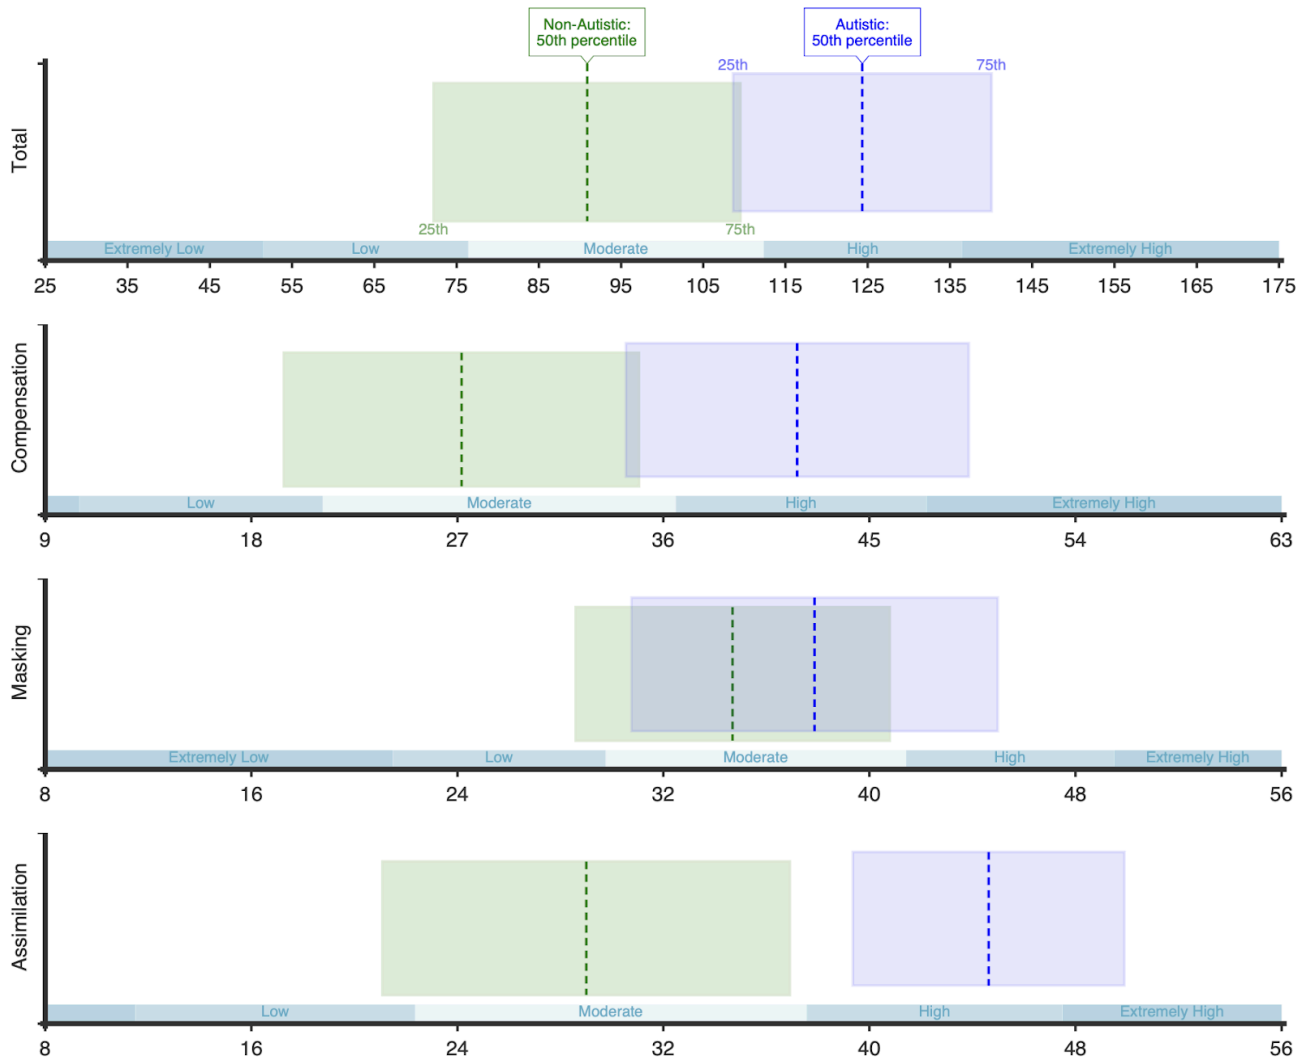 Non-Autistic:
50th percentile
Autistic:
50th percentile
25th
75th
Total
25th
75th
Extremely Low
Low
Moderate
High
Extremely High
25 35 45 55 65 75 85 95 105 115 125 135 145 155 165 175
Compensation
Low
Moderate
High
Extremely High
9 18 27 36 45 54 63
Masking
Extremely Low
Low
Moderate
High
Extremely High
8 16 24 32 40 48 56
Assimilation
Low
Moderate
High
Extremely High
8 16 24 32 40 48 56